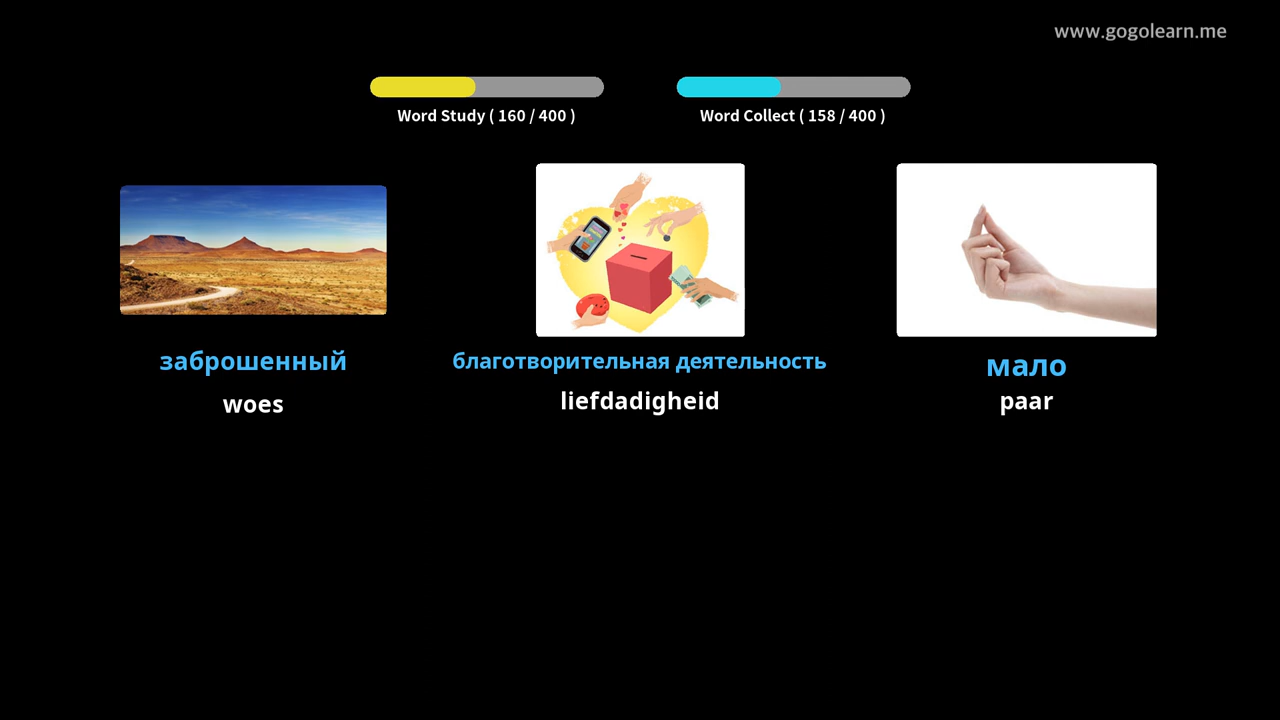 www.gogolearn.me
Word Study ( 160 / 400 )
Word Collect ( 158 / 400 )
заброшенный
благотворительная деятельность
мало
woes
liefdadigheid
paar